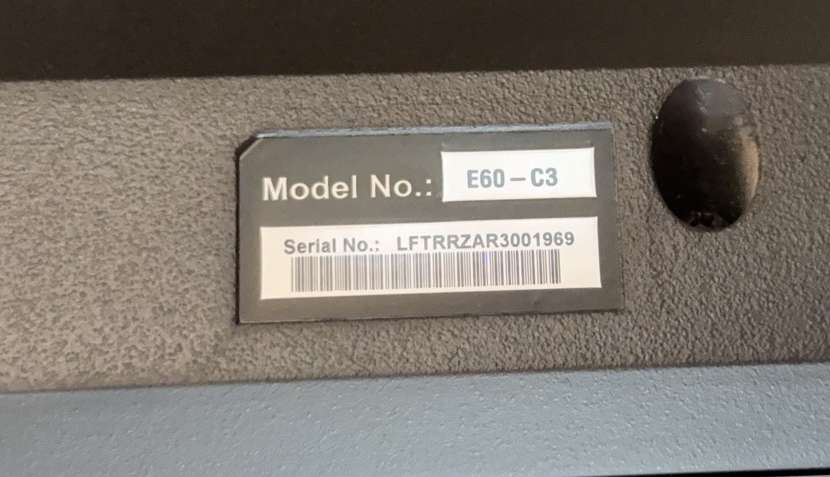 Model No.: E60-C3
Serial No.: LFTRRZAR3001969